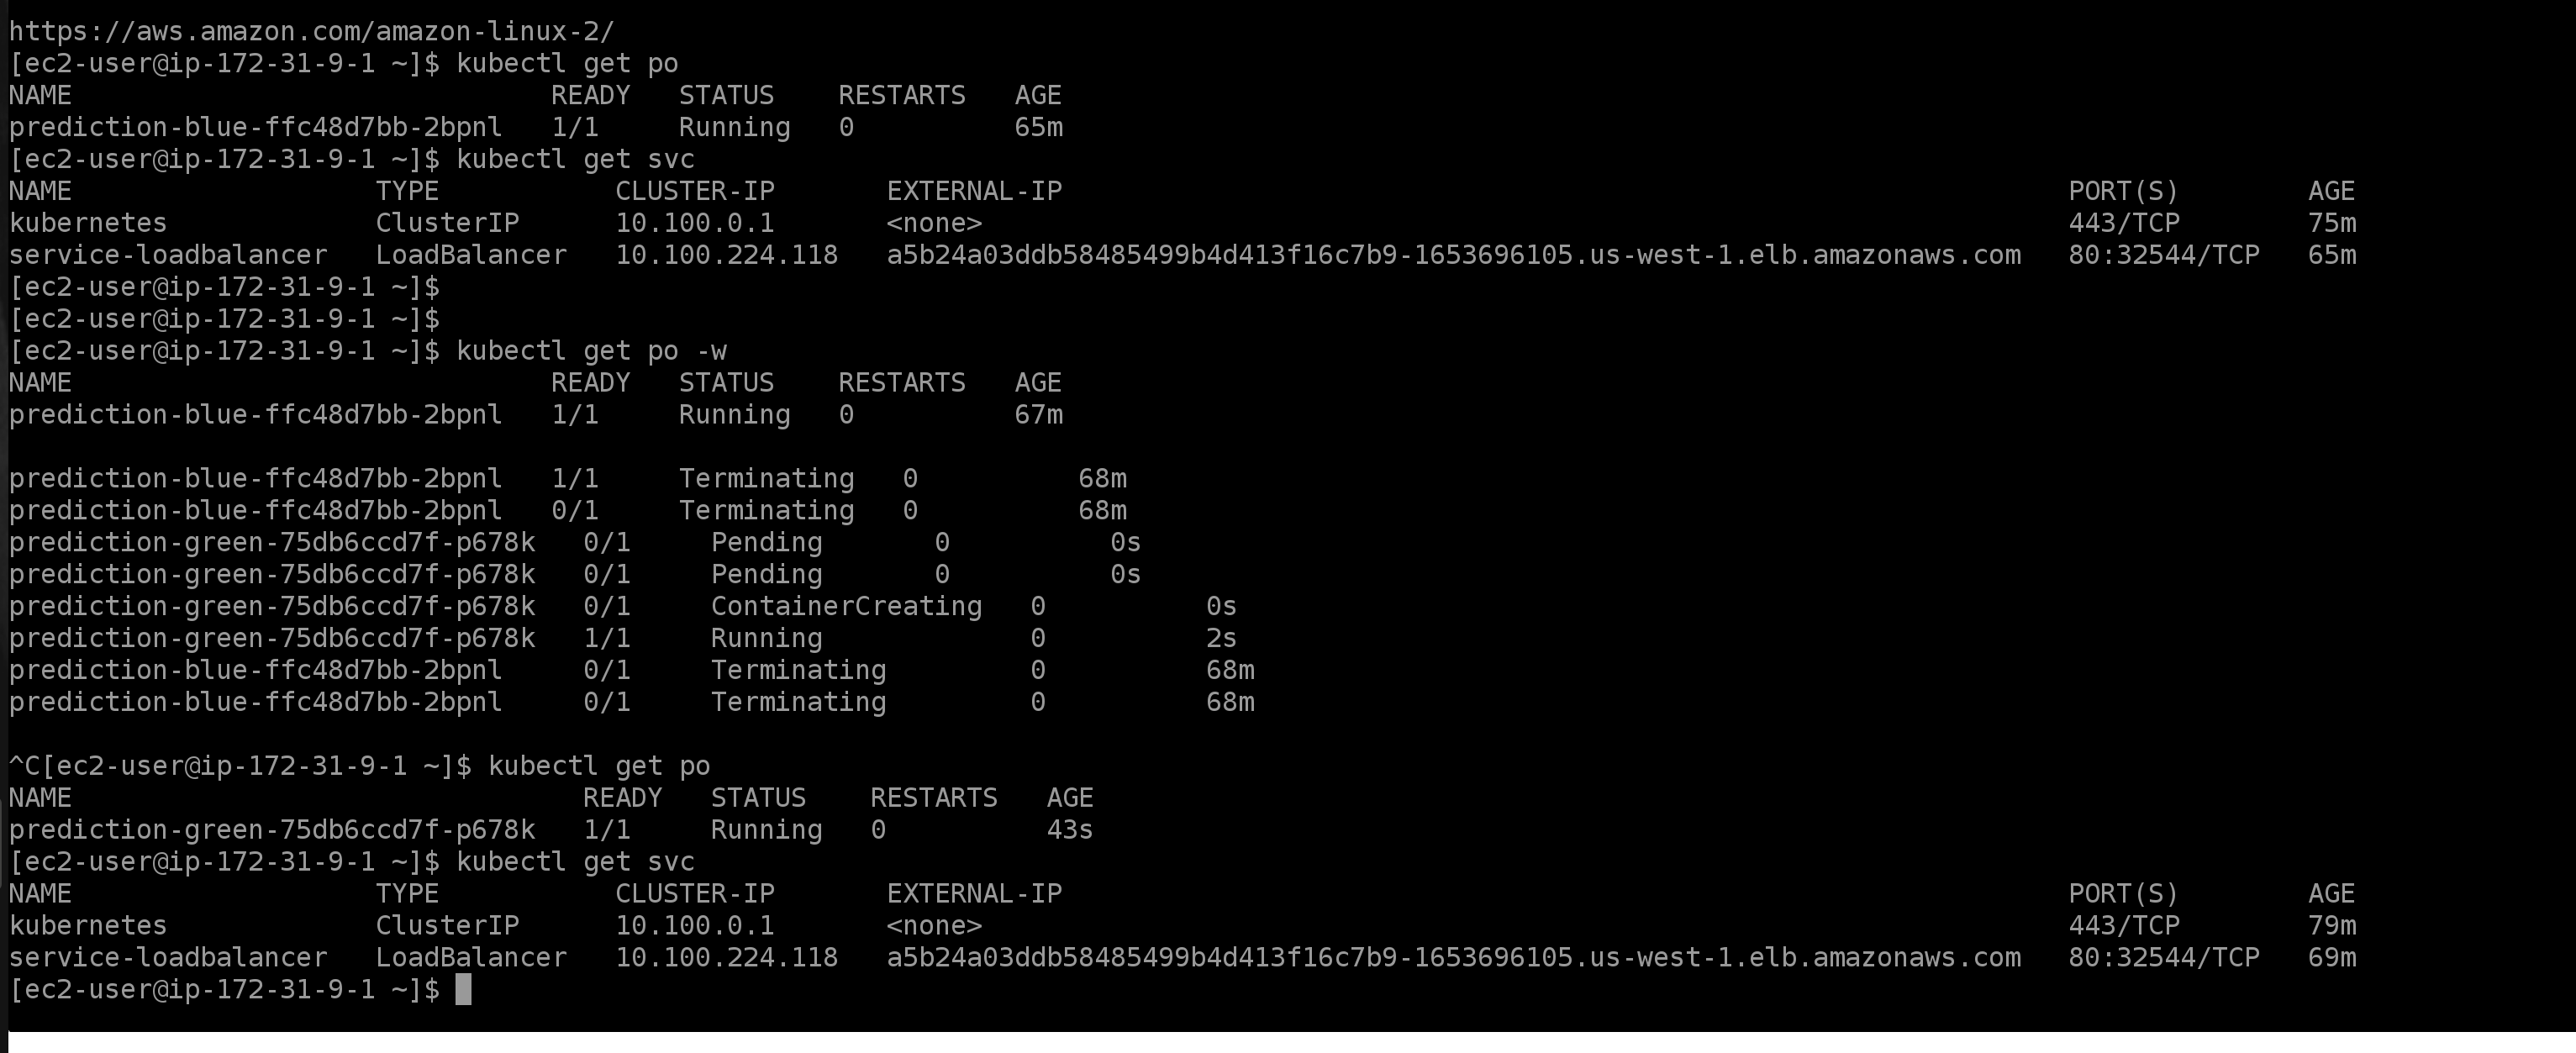 https://aws.amazon.com/amazon-linux-2/
[ec2-user@ip-172-31-9-1 ~]$ kubectl get po
NAME                                READY   STATUS    RESTARTS   AGE
prediction-blue-ffc48d7bb-2bpnl   1/1     Running   0          65m
[ec2-user@ip-172-31-9-1 ~]$ kubectl get svc
NAME                   TYPE           CLUSTER-IP       EXTERNAL-IP                                                               PORT(S)        AGE
kubernetes             ClusterIP      10.100.0.1       <none>                                                                    443/TCP        75m
service-loadbalancer   LoadBalancer   10.100.224.118   a5b24a03ddb58485499b4d413f16c7b9-1653696105.us-west-1.elb.amazonaws.com   80:32544/TCP   65m
[ec2-user@ip-172-31-9-1 ~]$
[ec2-user@ip-172-31-9-1 ~]$
[ec2-user@ip-172-31-9-1 ~]$ kubectl get po -w
NAME                              READY   STATUS    RESTARTS   AGE
prediction-blue-ffc48d7bb-2bpnl   1/1     Running   0          67m
prediction-blue-ffc48d7bb-2bpnl   1/1     Terminating   0          68m
prediction-blue-ffc48d7bb-2bpnl   0/1     Terminating   0          68m
prediction-green-75db6ccd7f-p678k   0/1     Pending       0          0s
prediction-green-75db6ccd7f-p678k   0/1     Pending       0          0s
prediction-green-75db6ccd7f-p678k   0/1     ContainerCreating   0          0s
prediction-green-75db6ccd7f-p678k   1/1     Running             0          2s
prediction-blue-ffc48d7bb-2bpnl     0/1     Terminating         0          68m
prediction-blue-ffc48d7bb-2bpnl     0/1     Terminating         0          68m
^C[ec2-user@ip-172-31-9-1 ~]$ kubectl get po
NAME                                READY   STATUS    RESTARTS   AGE
prediction-green-75db6ccd7f-p678k   1/1     Running   0          43s
[ec2-user@ip-172-31-9-1 ~]$ kubectl get svc
NAME                   TYPE           CLUSTER-IP       EXTERNAL-IP                                                               PORT(S)        AGE
kubernetes             ClusterIP      10.100.0.1       <none>                                                                    443/TCP        79m
service-loadbalancer   LoadBalancer   10.100.224.118   a5b24a03ddb58485499b4d413f16c7b9-1653696105.us-west-1.elb.amazonaws.com   80:32544/TCP   69m
[ec2-user@ip-172-31-9-1 ~]$